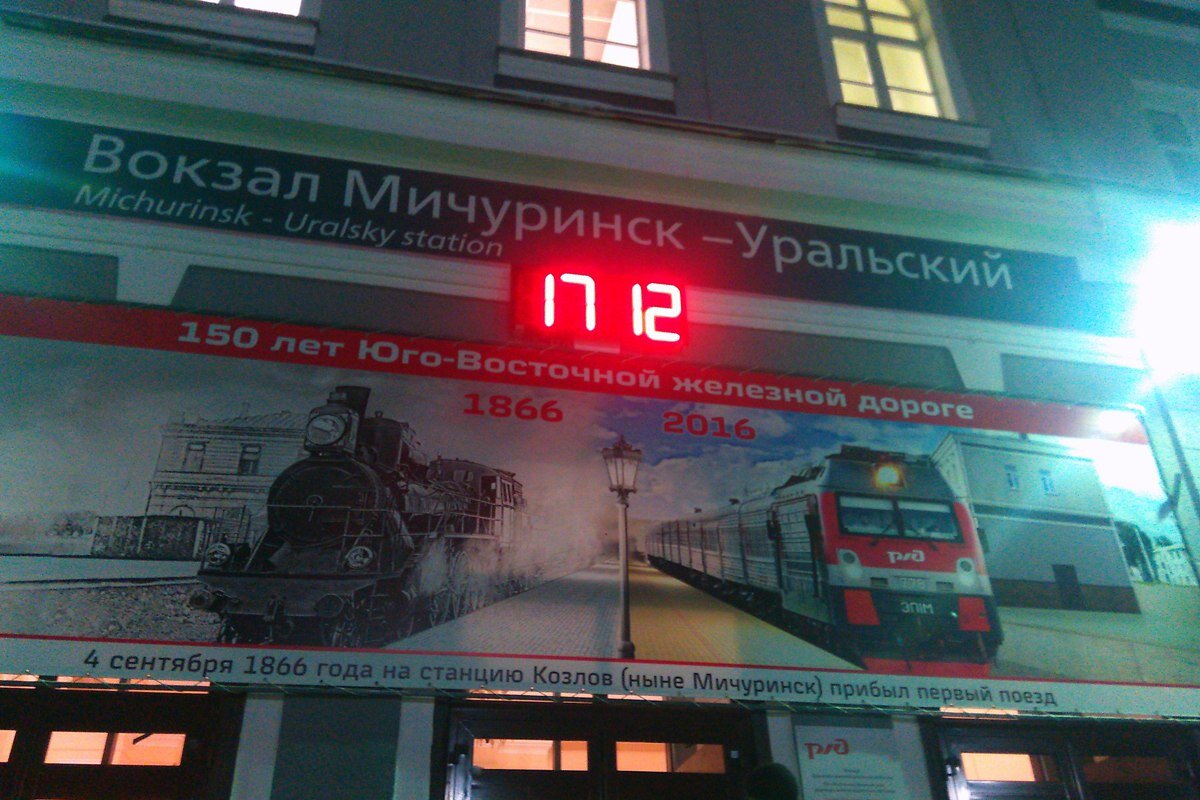 Вокзал Мичуринск –Уральский
Michurinsk - Uralsky station
17 12
150 лет Юго-Восточной железной дороге
1866 2016
ржд
ЭП1М
4 сентября 1866 года на станцию Козлов (ныне Мичуринск) прибыл первый поезд
ржд